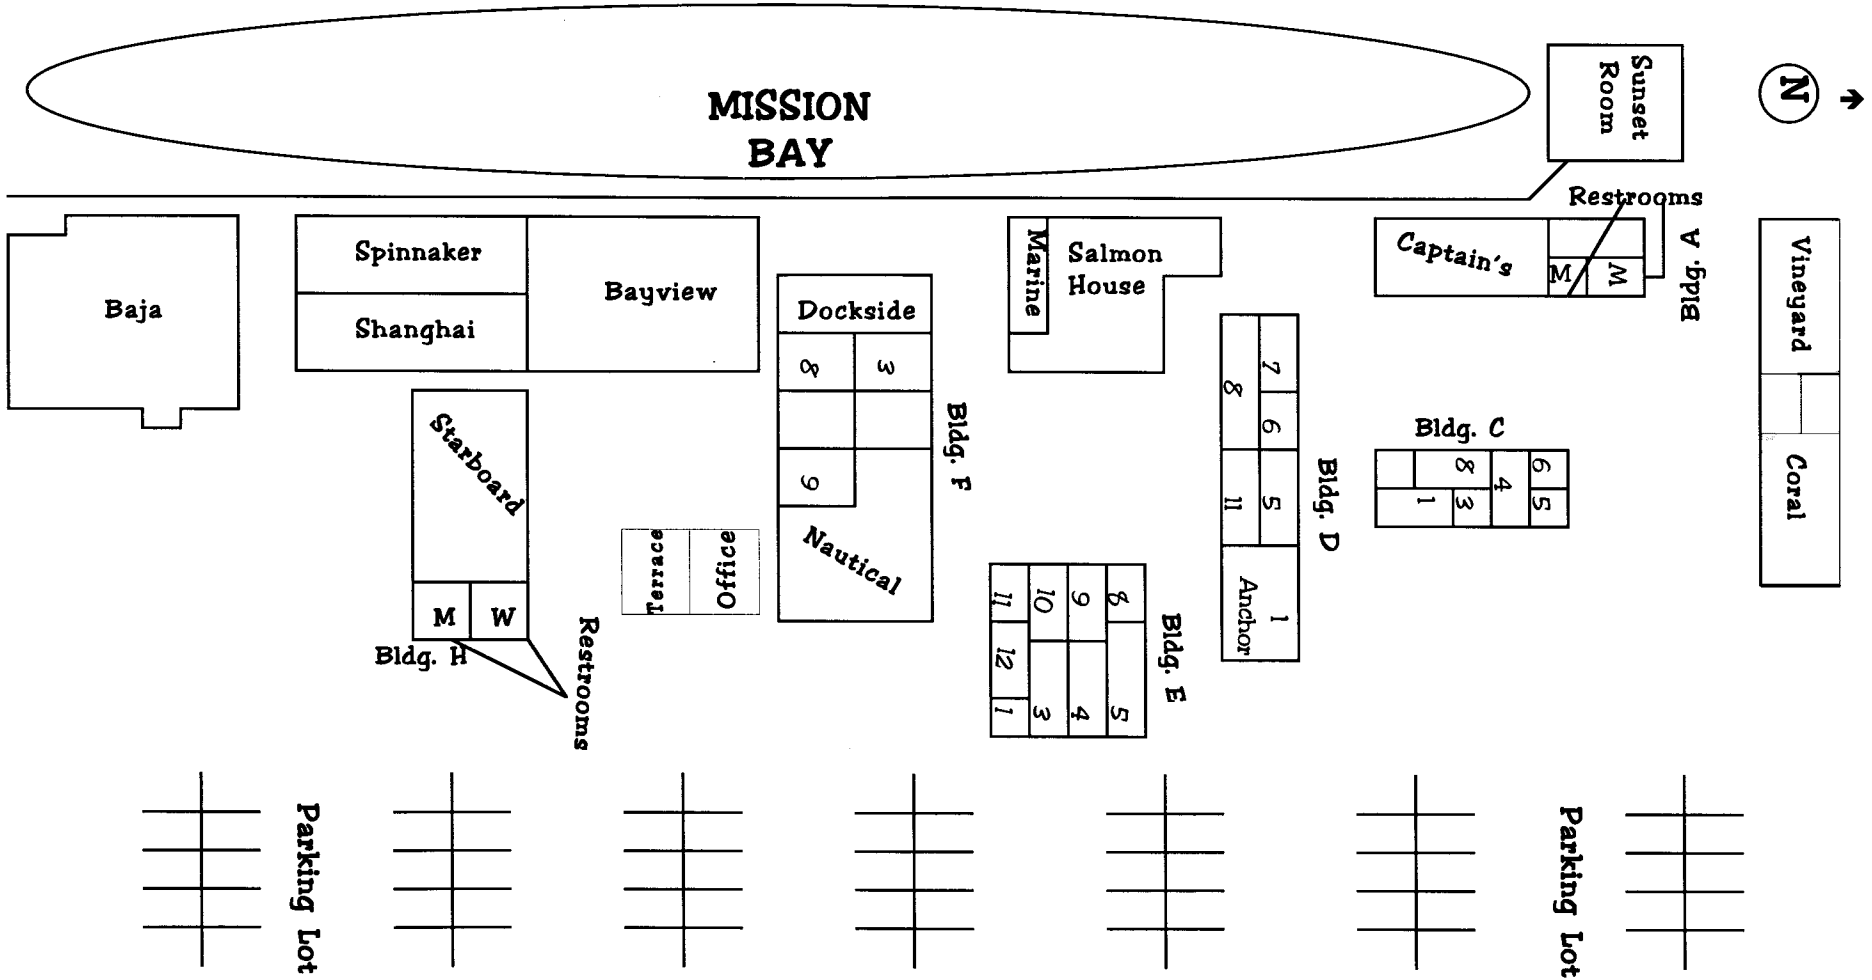 MISSION
BAY
Sunset
Room
N
Restrooms
Baja
Spinnaker
Shanghai
Bayview
Dockside
8
3
9
Nautical
Bldg. F
Marine
Salmon
House
Captain's
M
W
Bldg. A
Vineyard
Coral
7
8
6
11
5
1
Anchor
Bldg. D
Bldg. C
8
6
4
1
3
5
Starboard
M
W
Bldg. H
Restrooms
Terrace
Office
11
10
9
8
12
1
3
4
5
Bldg. E
Parking Lot
Parking Lot